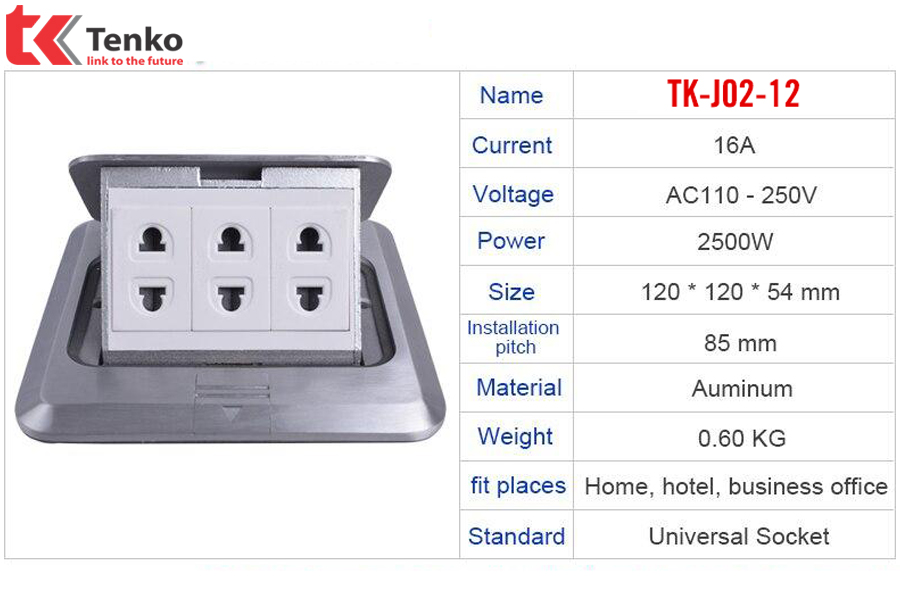 tk Tenko
link to the future
Name TK-J02-12
Current 16A
Voltage AC110 - 250V
Power 2500W
Size 120 * 120 * 54 mm
Installation pitch 85 mm
Material Auminum
Weight 0.60 KG
fit places Home, hotel, business office
Standard Universal Socket